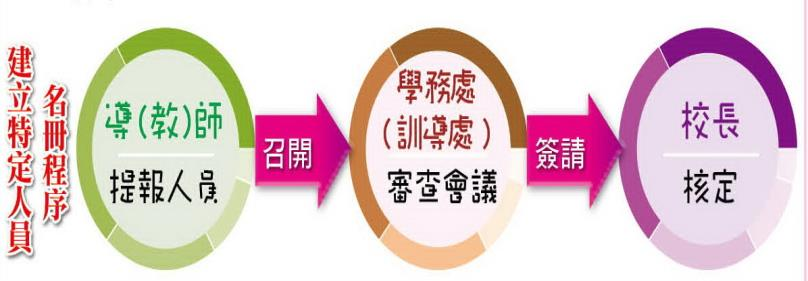 建立特定人員
名冊程序
導(教)師
提報人員
召開
學務處
(訓導處)
審查會議
簽請
校長
核定